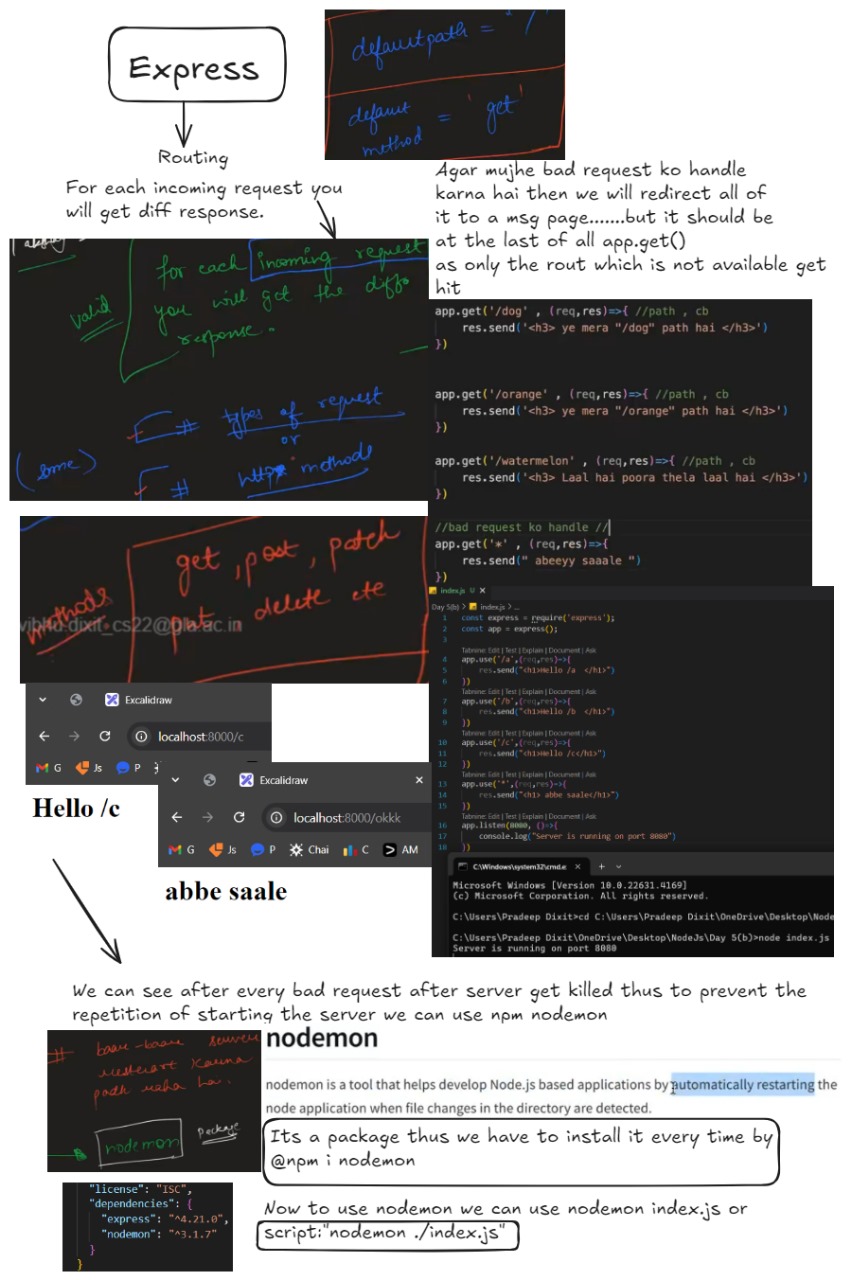 Express
default path = '/'
default method = 'get'
Routing
For each incoming request you
will get diff response.
Agar mujhe bad request ko handle
karna hai then we will redirect all of
it to a msg page.......but it should be
at the last of all app.get()
as only the rout which is not available get
hit
valid
for each incoming request
you will get the diff
response.
# types of request
or
(some)
# http methods
app.get('/dog' , (req,res)=>{ //path , cb
res.send('<h3> ye mera "/dog" path hai </h3>')
})
app.get('/orange' , (req,res)=>{ //path , cb
res.send('<h3> ye mera "/orange" path hai </h3>')
})
app.get('/watermelon' , (req,res)=>{ //path , cb
res.send('<h3> Laal hai poora thela laal hai </h3>')
})
//bad request ko handle //
app.get('*' , (req,res)=>{
res.send(" abeeyy saaale ")
})
methods
get , post , patch
put , delete etc
vibhu.dixit_cs22@gla.ac.in
index.js U X
Day 5(b) > index.js > ...
1 const express = require('express');
2 const app = express();
3
Tabnine: Edit | Test | Explain | Document | Ask
4 app.use('/a',(req,res)=>{
5 res.send("<h1>Hello /a </h1>")
6 })
Tabnine: Edit | Test | Explain | Document | Ask
7 app.use('/b',(req,res)=>{
8 res.send("<h1>Hello /b </h1>")
9 })
Tabnine: Edit | Test | Explain | Document | Ask
10 app.use('/c',(req,res)=>{
11 res.send("<h1>Hello /c</h1>")
12 })
Tabnine: Edit | Test | Explain | Document | Ask
13 app.use('*',(req,res)=>{
14 res.send("<h1> abbe saale</h1>")
15 })
Tabnine: Edit | Test | Explain | Document | Ask
16 app.listen(8080, ()=>{
17 console.log("Server is running on port 8080")
18 })
Excalidraw
localhost:8000/c
G Js P
Hello /c
Excalidraw
localhost:8000/okkk
G Js P Chai C AM
abbe saale
C:\Windows\system32\cmd.e
Microsoft Windows [Version 10.0.22631.4169]
(c) Microsoft Corporation. All rights reserved.
C:\Users\Pradeep Dixit>cd C:\Users\Pradeep Dixit\OneDrive\Desktop\Node
C:\Users\Pradeep Dixit\OneDrive\Desktop\NodeJs\Day 5(b)>node index.js
Server is running on port 8080
We can see after every bad request after server get killed thus to prevent the
repetition of starting the server we can use npm nodemon
# baar-baar server
restart karna
padh raha hai.
nodemon
package
nodemon
nodemon is a tool that helps develop Node.js based applications by automatically restarting the
node application when file changes in the directory are detected.
Its a package thus we have to install it every time by
@npm i nodemon
"license": "ISC",
"dependencies": {
"express": "^4.21.0",
"nodemon": "^3.1.7"
}
}
Now to use nodemon we can use nodemon index.js or
script:"nodemon ./index.js"